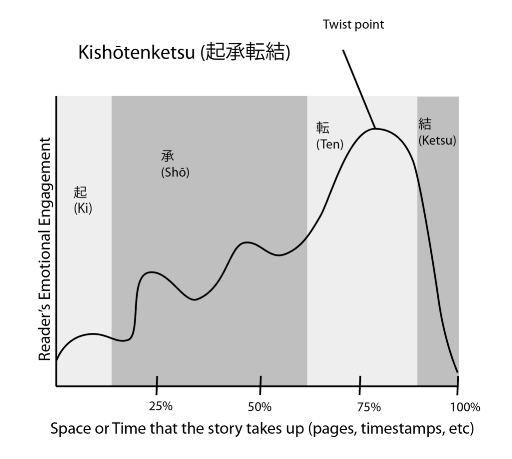 Twist point
Kishōtenketsu (起承転結)
Reader's Emotional Engagement
起
(Ki)
承
(Shō)
転
(Ten)
結
(Ketsu)
25%
50%
75%
100%
Space or Time that the story takes up (pages, timestamps, etc)